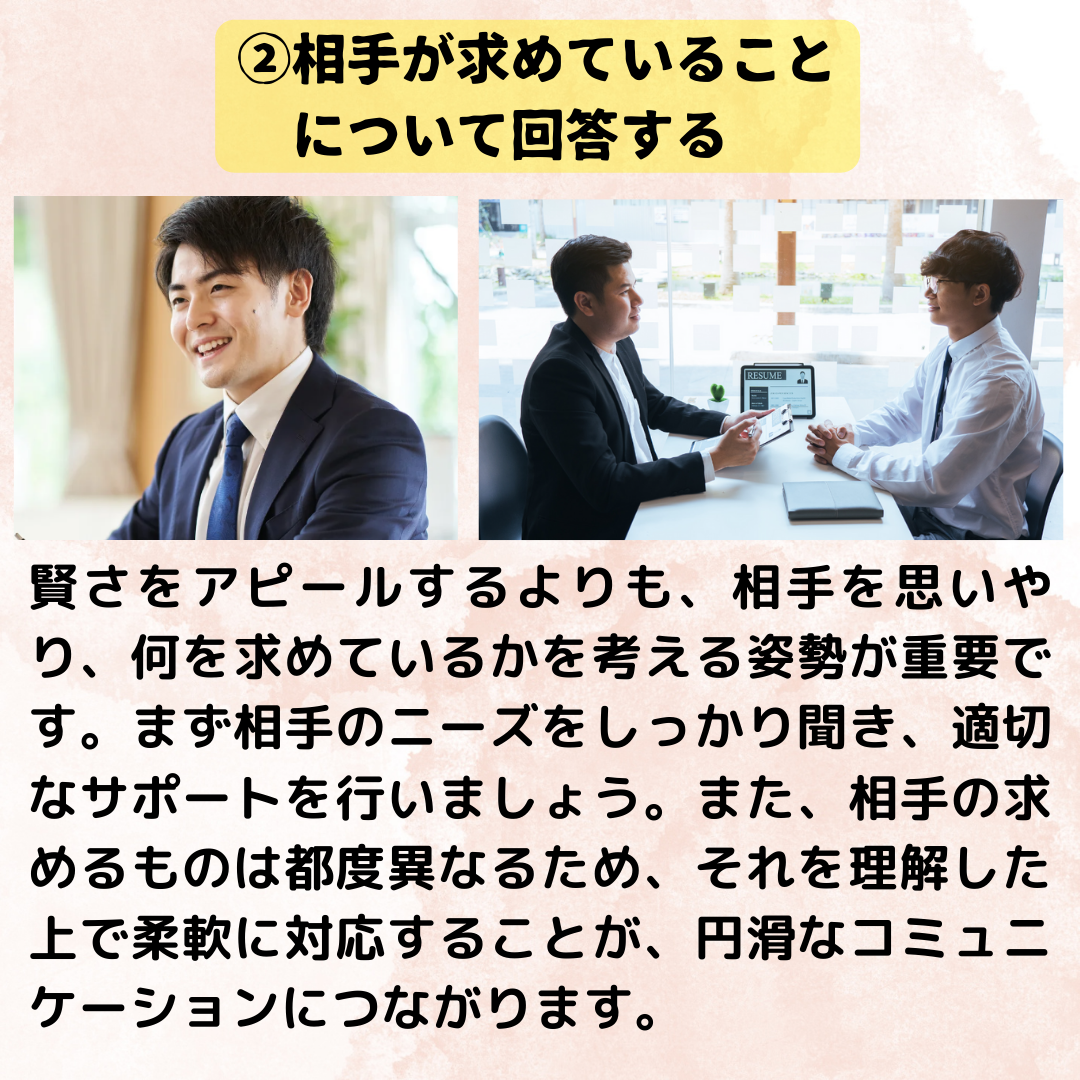 ②相手が求めていること
について回答する
RESUME
賢さをアピールするよりも、相手を思いや
り、何を求めているかを考える姿勢が重要で
す。まず相手のニーズをしっかり聞き、適切
なサポートを行いましょう。また、相手の求
めるものは都度異なるため、それを理解した
上で柔軟に対応することが、円滑なコミュニ
ケーションにつながります。